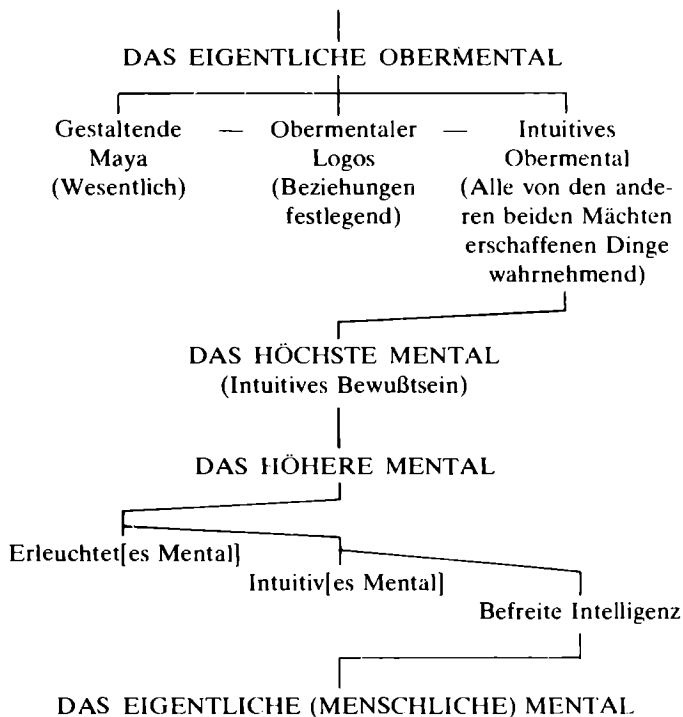 DAS EIGENTLICHE OBERMENTAL
Gestaltende — Obermentaler — Intuitives
Maya Logos Obermental
(Wesentlich) (Beziehungen (Alle von den ande-
festlegend) ren beiden Mächten
erschaffenen Dinge
wahrnehmend)
DAS HÖCHSTE MENTAL
(Intuitives Bewußtsein)
DAS HÖHERE MENTAL
Erleuchtet[es Mental]
Intuitiv[es Mental]
Befreite Intelligenz
DAS EIGENTLICHE (MENSCHLICHE) MENTAL